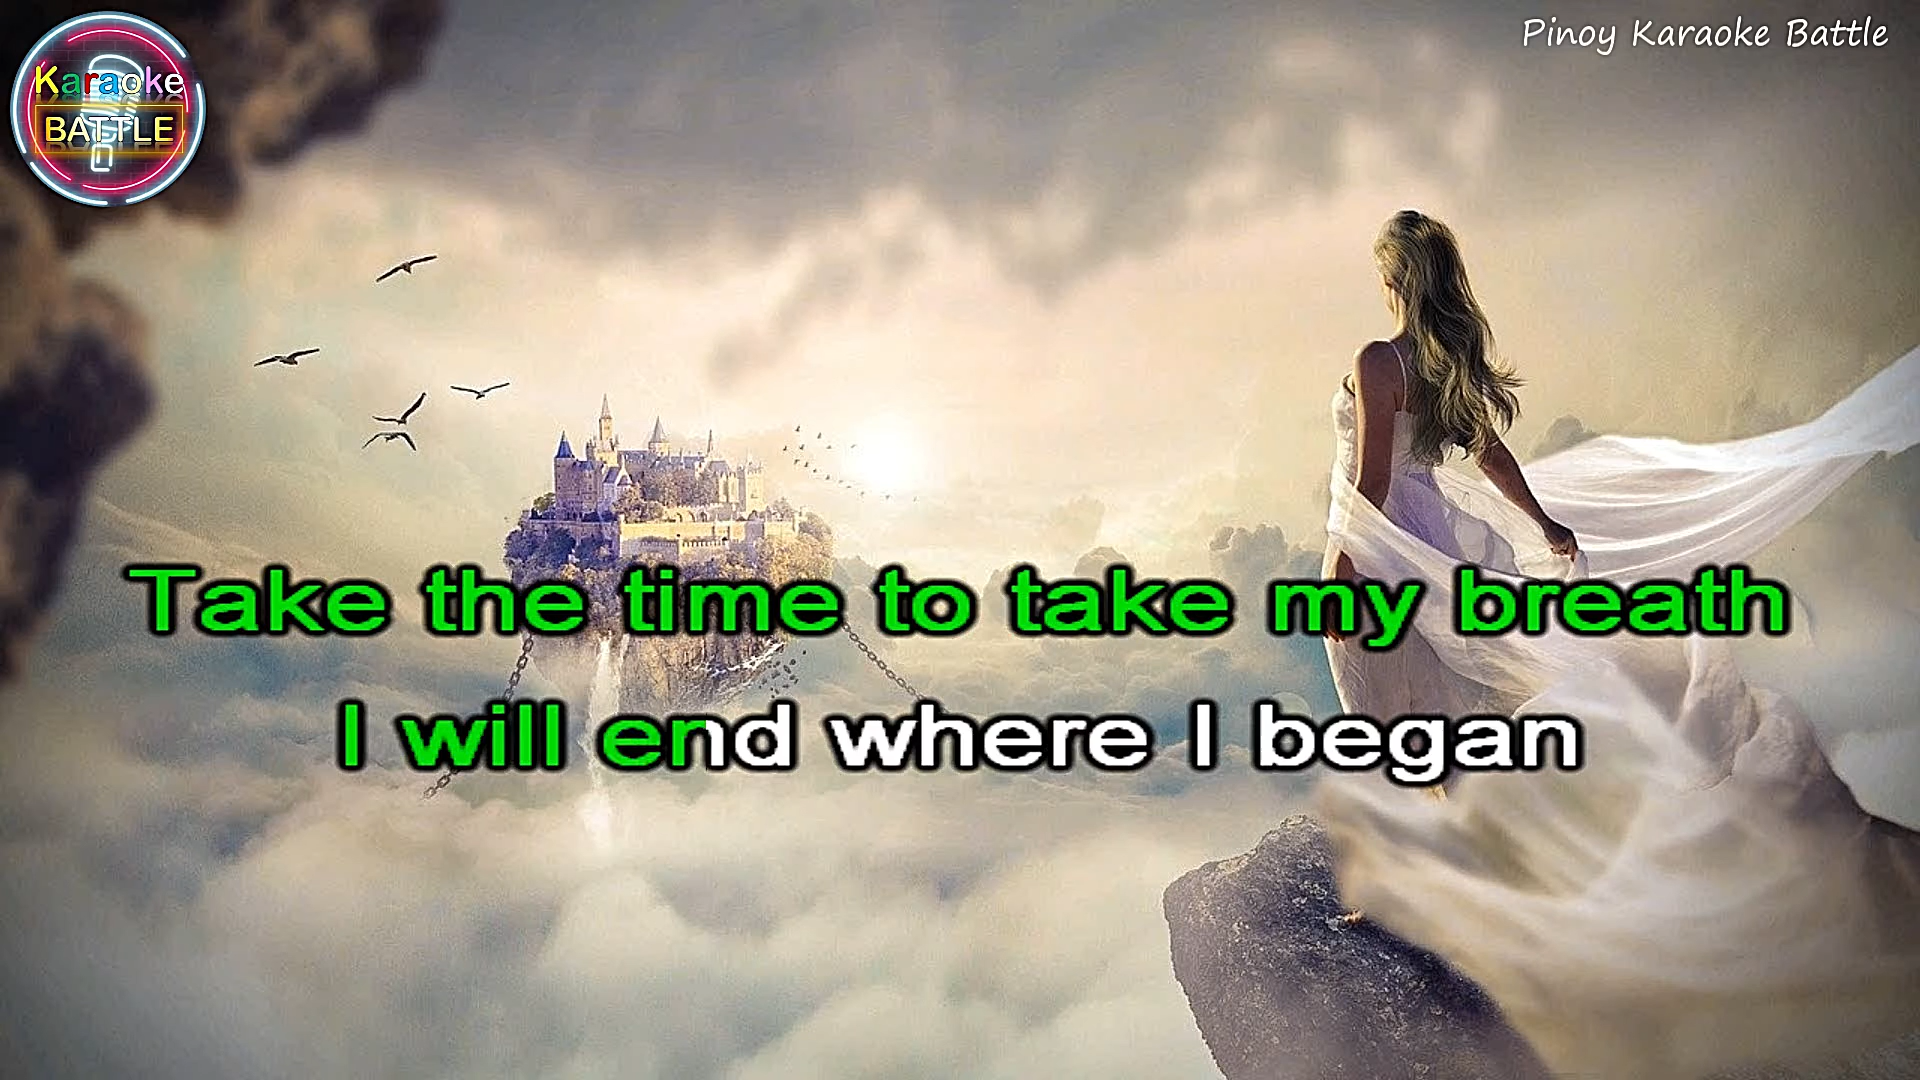 Karaoke
BATTLE
Pinoy Karaoke Battle
Take the time to take my breath
I will end where I began